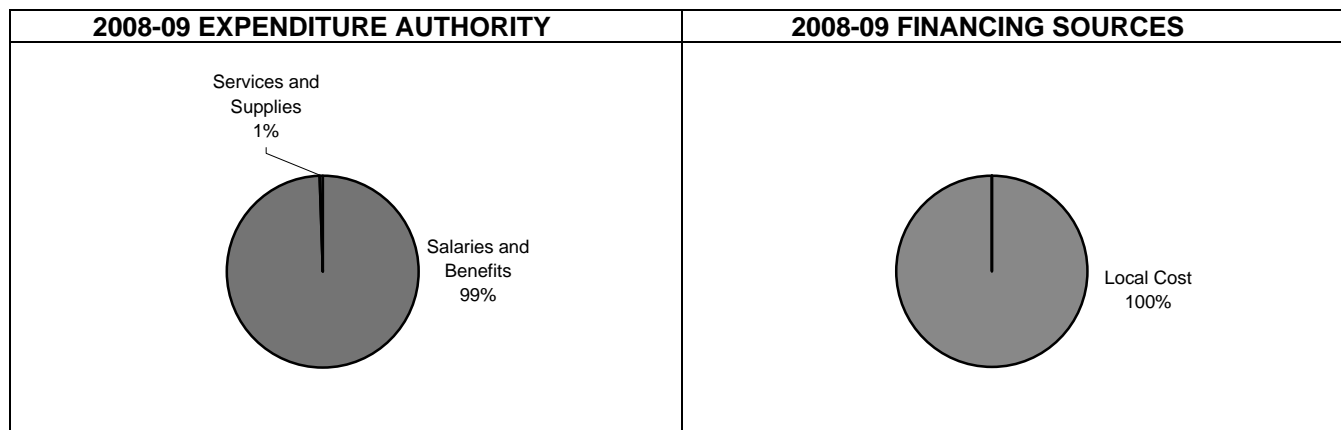 2008-09 EXPENDITURE AUTHORITY
2008-09 FINANCING SOURCES
Services and
Supplies
1%
Salaries and
Benefits
99%
Local Cost
100%